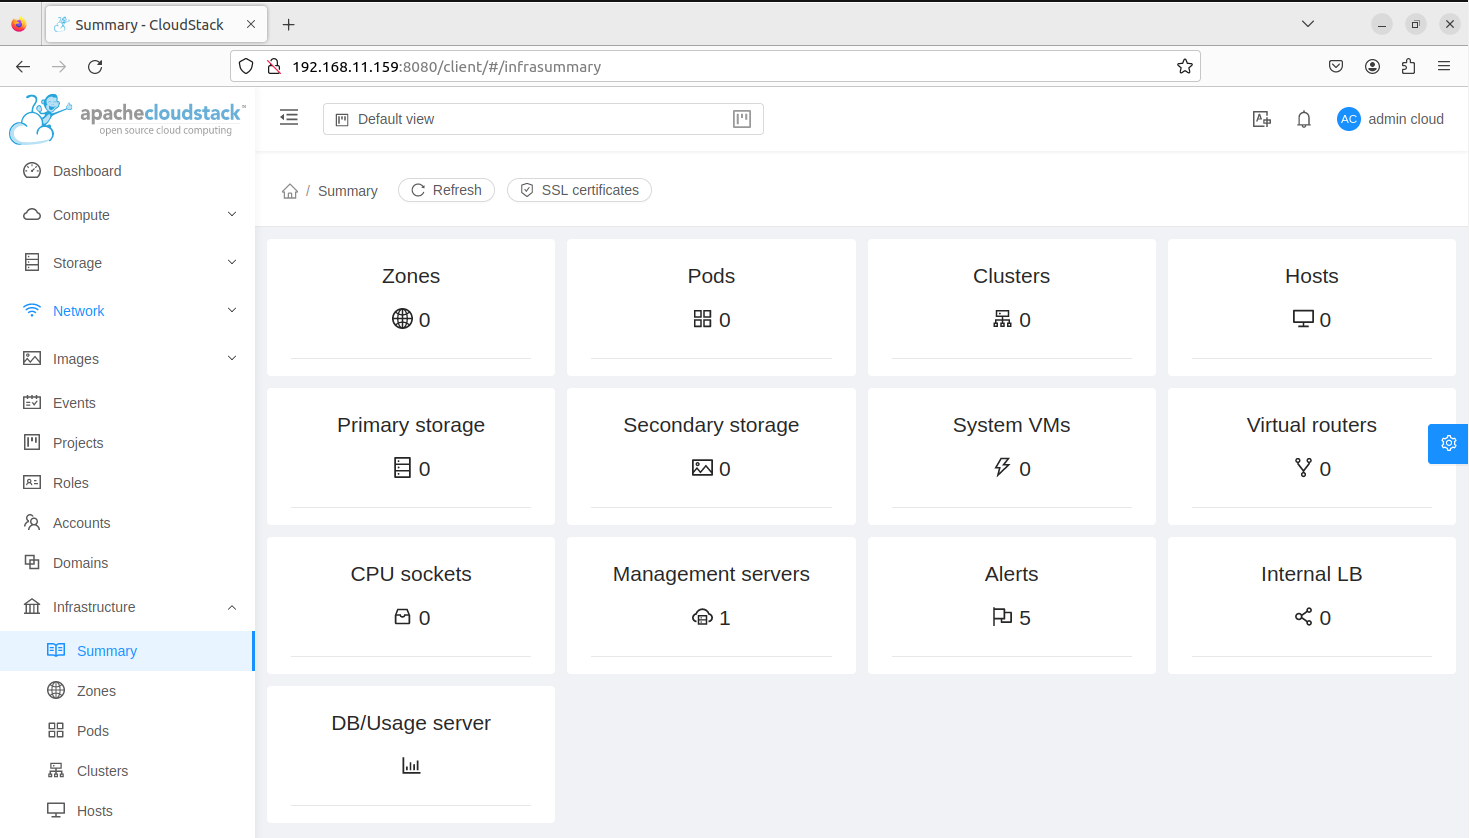 Summary - CloudStack
192.168.11.159:8080/client/#/infrasummary
apachecloudstack™
open source cloud computing
Default view
AC admin cloud
Dashboard
Compute
Storage
Network
Images
Events
Projects
Roles
Accounts
Domains
Infrastructure
Summary
Zones
Pods
Clusters
Hosts
/ Summary Refresh SSL certificates
Zones
0
Pods
0
Clusters
0
Hosts
0
Primary storage
0
Secondary storage
0
System VMs
0
Virtual routers
0
CPU sockets
0
Management servers
1
Alerts
5
Internal LB
0
DB/Usage server